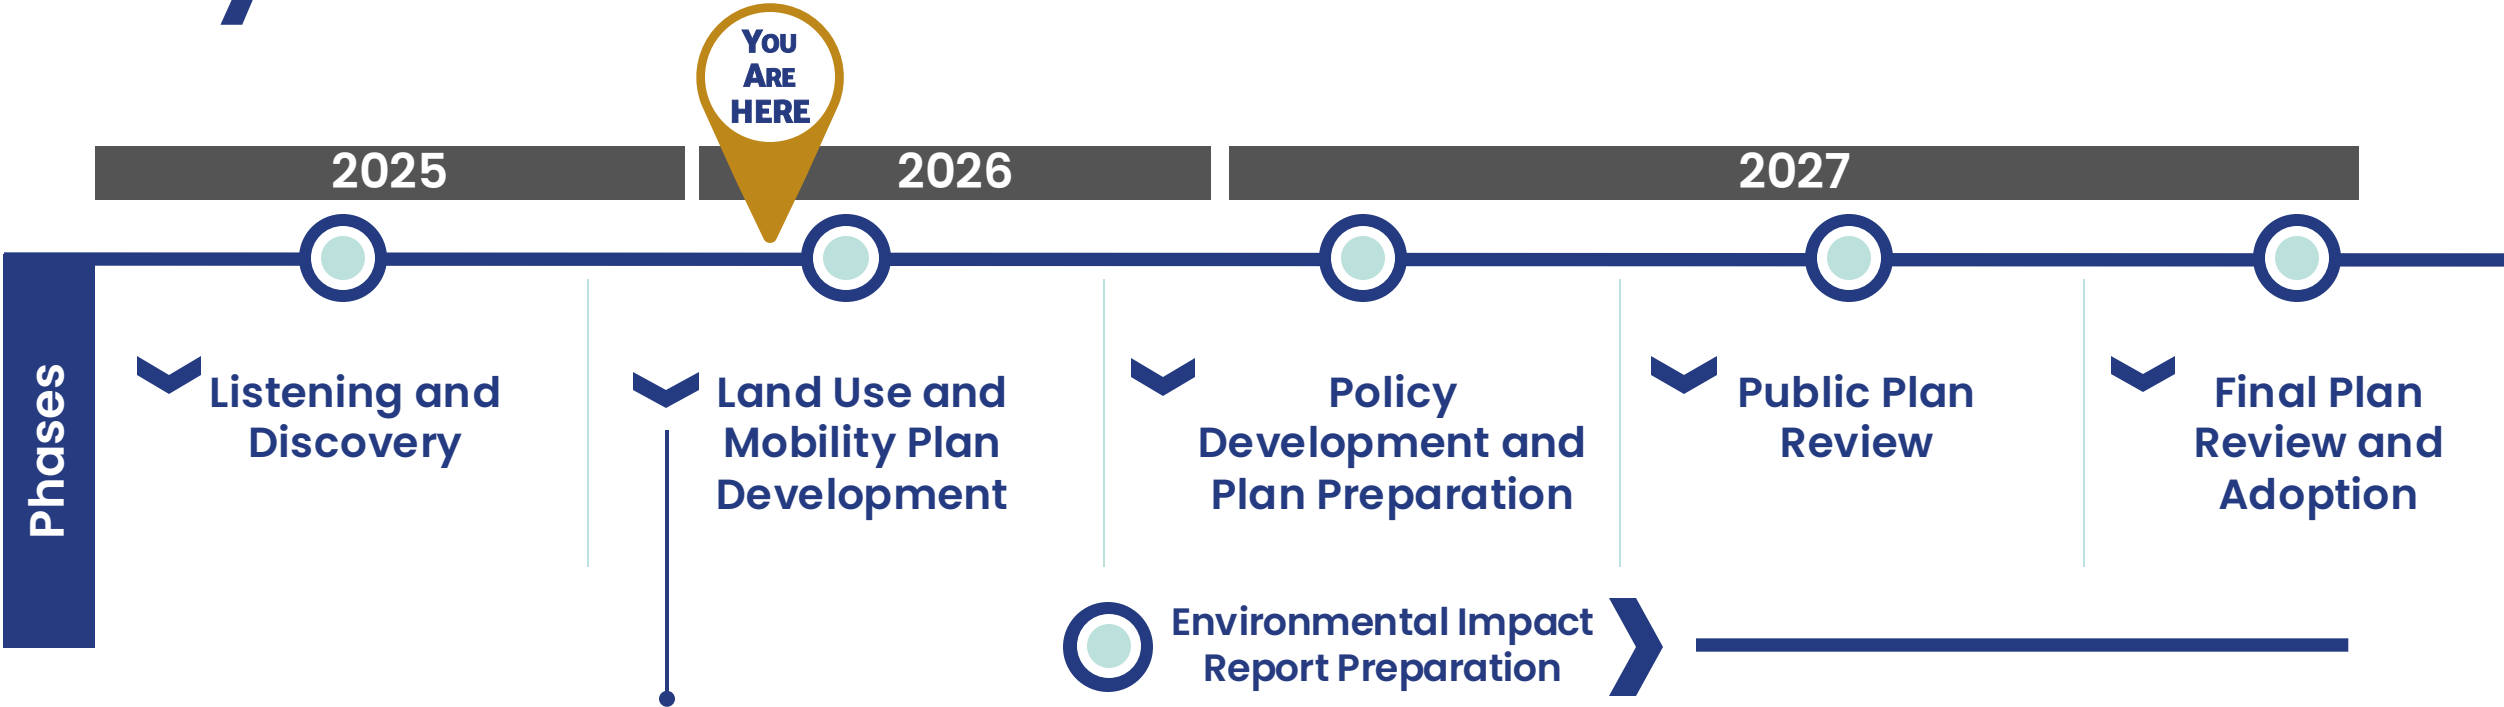 You
Are
HERE
2025
2026
2027
Phases
Listening and
Discovery
Land Use and
Mobility Plan
Development
Policy
Development and
Plan Preparation
Public Plan
Review
Final Plan
Review and
Adoption
Environmental Impact
Report Preparation